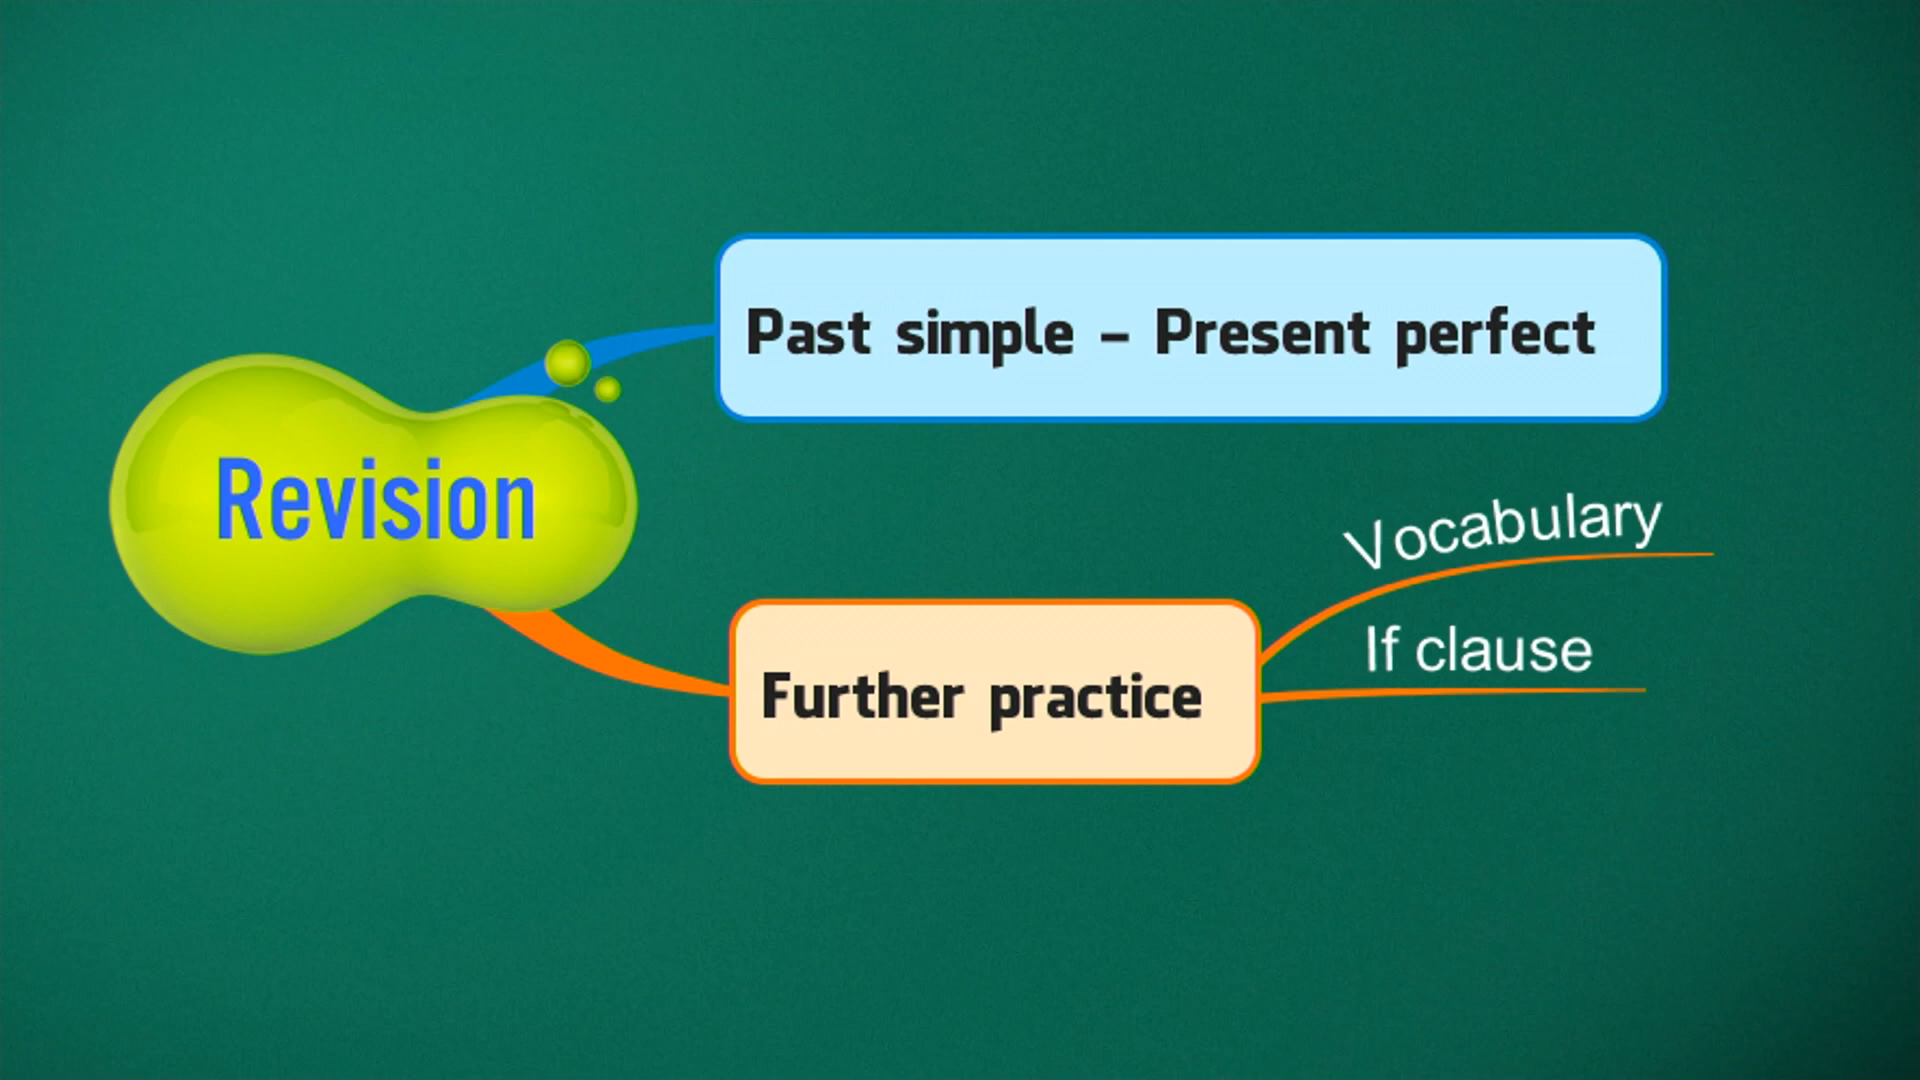 Revision
Past simple – Present perfect
Further practice
Vocabulary
If clause